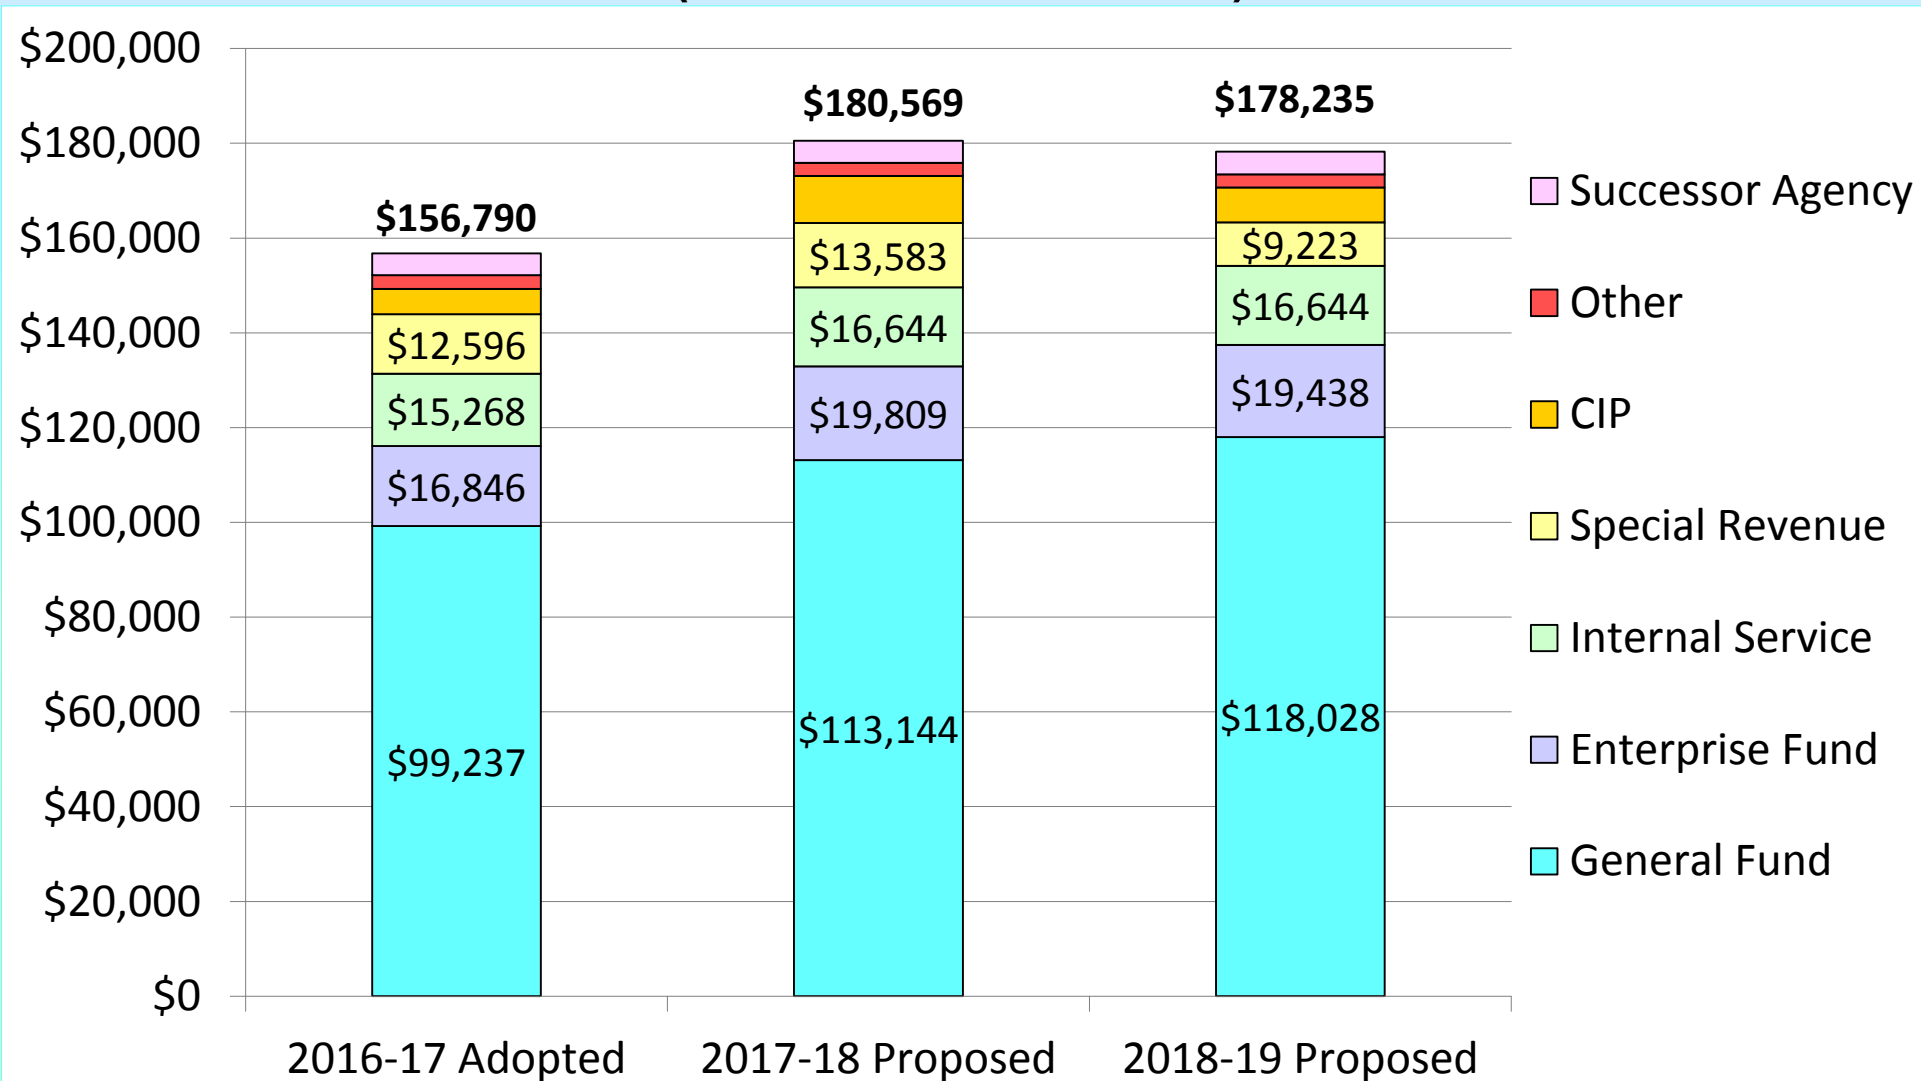 $200,000
$180,000
$160,000
$140,000
$120,000
$100,000
$80,000
$60,000
$40,000
$20,000
$0
$156,790
$12,596
$15,268
$16,846
$99,237
$180,569
$13,583
$16,644
$19,809
$113,144
$178,235
$9,223
$16,644
$19,438
$118,028
2016-17 Adopted
2017-18 Proposed
2018-19 Proposed
Successor Agency
Other
CIP
Special Revenue
Internal Service
Enterprise Fund
General Fund